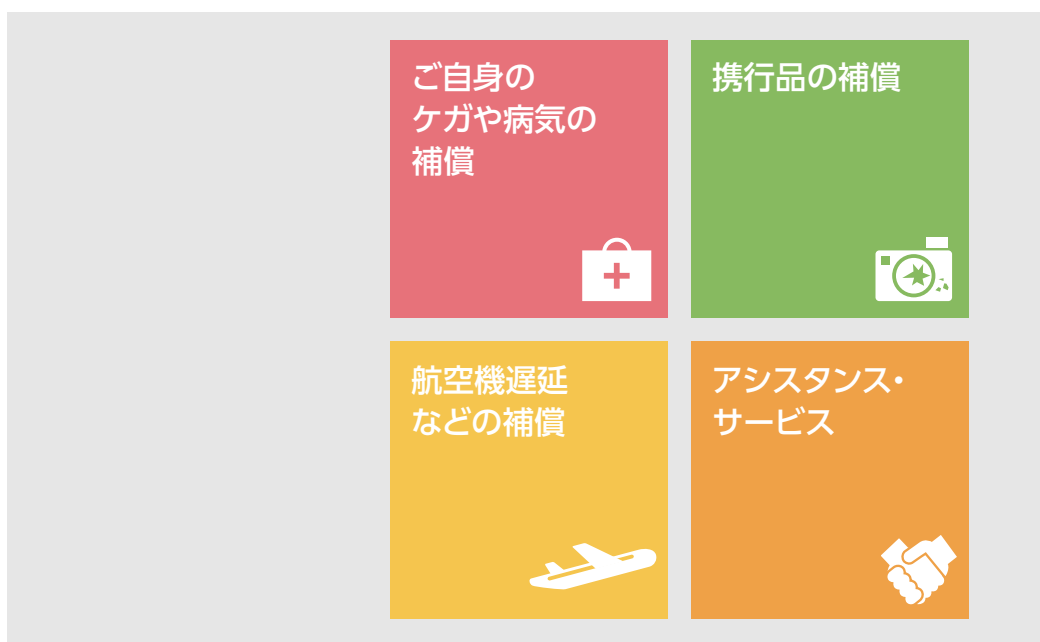 ご自身の
ケガや病気の
補償
携行品の補償
航空機遅延
などの補償
アシスタンス・
サービス